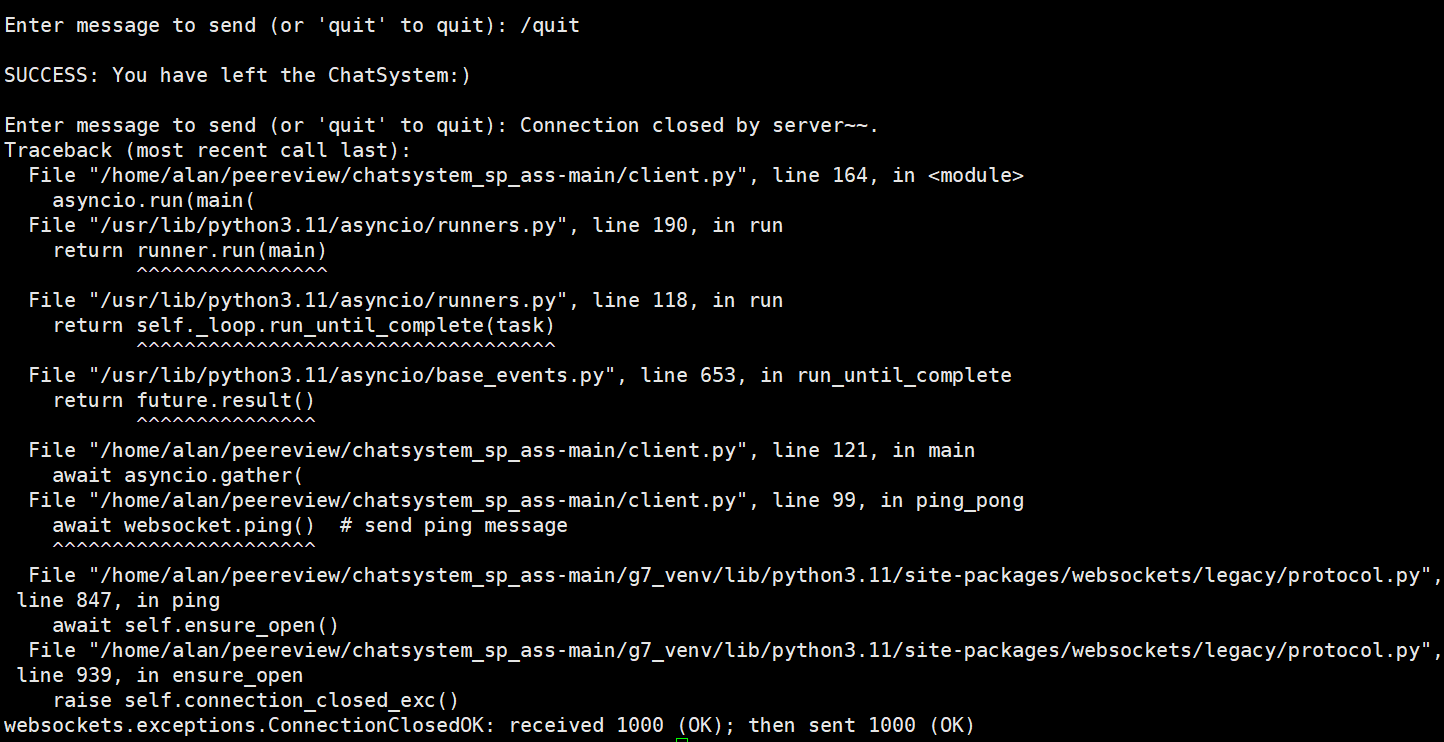 Enter message to send (or 'quit' to quit): /quit
SUCCESS: You have left the ChatSystem:)
Enter message to send (or 'quit' to quit): Connection closed by server~~.
Traceback (most recent call last):
  File "/home/alan/peereview/chatsystem_sp_ass-main/client.py", line 164, in <module>
    asyncio.run(main(
  File "/usr/lib/python3.11/asyncio/runners.py", line 190, in run
    return runner.run(main)
           ^^^^^^^^^^^^^^^^
  File "/usr/lib/python3.11/asyncio/runners.py", line 118, in run
    return self._loop.run_until_complete(task)
           ^^^^^^^^^^^^^^^^^^^^^^^^^^^^^^^^^^^
  File "/usr/lib/python3.11/asyncio/base_events.py", line 653, in run_until_complete
    return future.result()
           ^^^^^^^^^^^^^^^
  File "/home/alan/peereview/chatsystem_sp_ass-main/client.py", line 121, in main
    await asyncio.gather(
  File "/home/alan/peereview/chatsystem_sp_ass-main/client.py", line 99, in ping_pong
    await websocket.ping()  # send ping message
    ^^^^^^^^^^^^^^^^^^^^^^
  File "/home/alan/peereview/chatsystem_sp_ass-main/g7_venv/lib/python3.11/site-packages/websockets/legacy/protocol.py",
 line 847, in ping
    await self.ensure_open()
  File "/home/alan/peereview/chatsystem_sp_ass-main/g7_venv/lib/python3.11/site-packages/websockets/legacy/protocol.py",
 line 939, in ensure_open
    raise self.connection_closed_exc()
websockets.exceptions.ConnectionClosedOK: received 1000 (OK); then sent 1000 (OK)